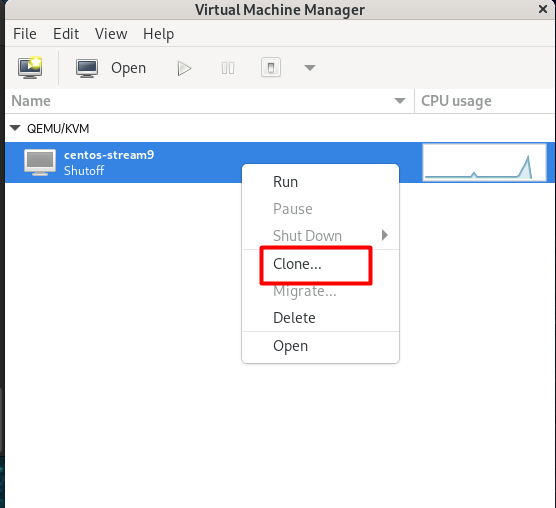 Virtual Machine Manager
File Edit View Help
Open
Name CPU usage
QEMU/KVM
centos-stream9
Shutoff
Run
Pause
Shut Down
Clone...
Migrate...
Delete
Open